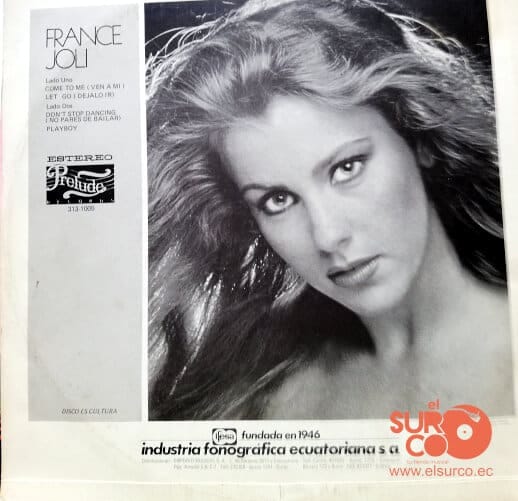 FRANCE
JOLI
Lado Uno
COME TO ME ( VEN A MI )
LET GO ( DEJALO IR)
Lado Dos
DON'T STOP DANCING
( NO PARES DE BAILAR)
PLAYBOY
ESTEREO
Prelude
RECORDS
313-1005
DISCO ES CULTURA
ifesa fundada en 1946
industria fonográfica ecuatoriana s a
el
SUR
CO
www.elsurco.ec